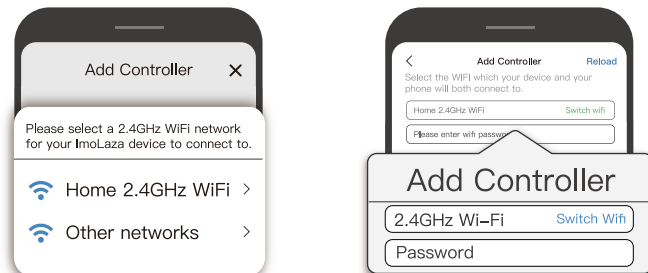 Add Controller
Please select a 2.4GHz WiFi network
for your ImoLaza device to connect to.
Home 2.4GHz WiFi
Other networks
Add Controller Reload
Select the WIFI which your device and your
phone will both connect to.
Home 2.4GHz WiFi Switch wifi
Please enter wifi
Add Controller
2.4GHz Wi-Fi Switch Wifi
Password